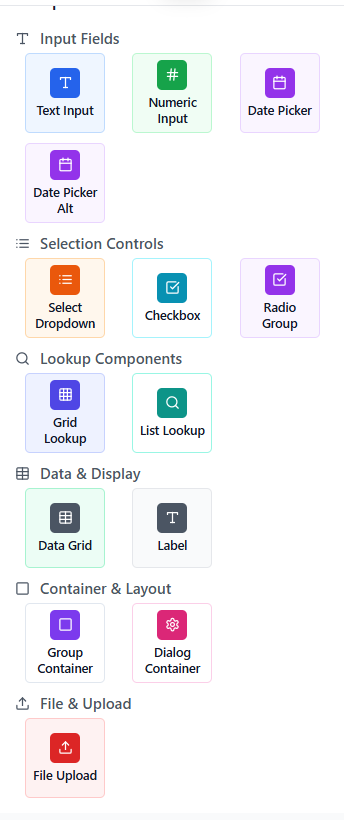 Input Fields
Text Input
Numeric
Input
Date Picker
Date Picker
Alt
Selection Controls
Select
Dropdown
Checkbox
Radio
Group
Lookup Components
Grid
Lookup
List Lookup
Data & Display
Data Grid
Label
Container & Layout
Group
Container
Dialog
Container
File & Upload
File Upload